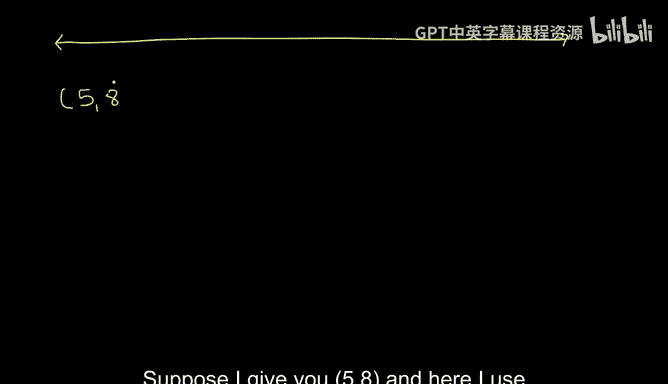 GPT中英字幕课程资源 bilibili
(5, 8
Suppose I give you (5,8) and here I use